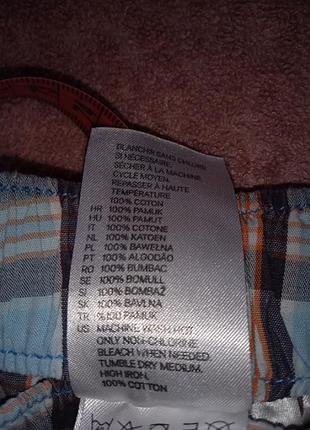 BLANCHIR SANS CHLORE
SI NÉCESSAIRE.
SÉCHER À LA MACHINE
CYCLE MOYEN.
REPASSER À HAUTE
TEMPÉRATURE.
100% COTON
HR 100% PAMUK
HU 100% PAMUT
IT 100% COTONE
NL 100% KATOEN
PL 100% BAWEŁNA
PT 100% ALGODÃO
RO 100% BUMBAC
SE 100% BOMULL
SI 100% BOMBAŽ
SK 100% BAVLNA
TR %100 PAMUK
US MACHINE WASH HOT
ONLY NON-CHLORINE
BLEACH WHEN NEEDED.
TUMBLE DRY MEDIUM.
HIGH IRON.
100% COTTON